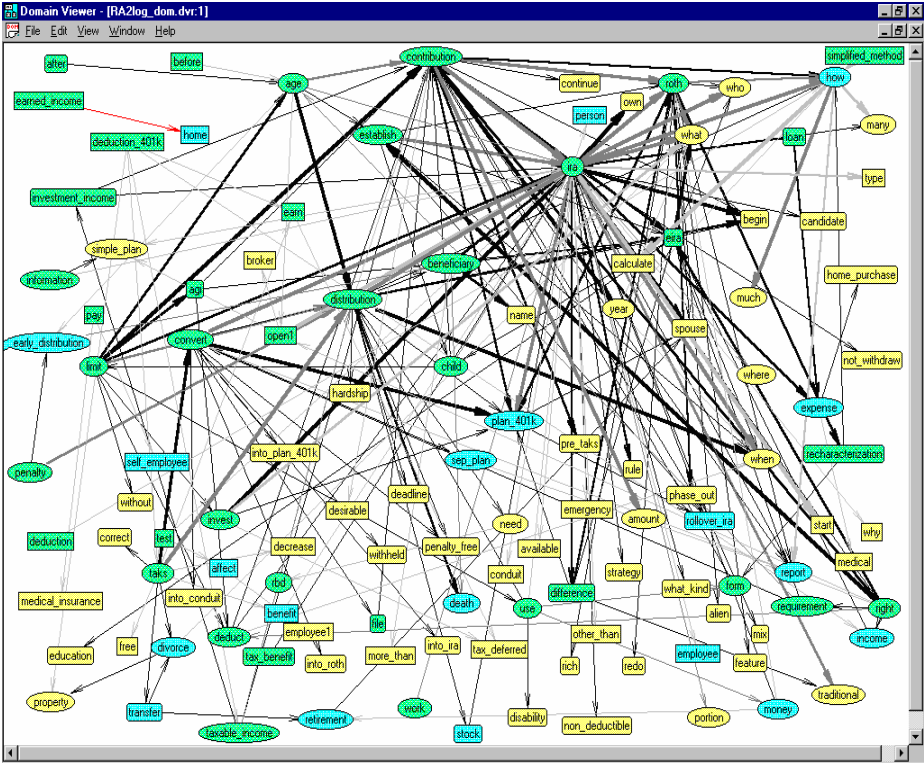 Domain Viewer - [RA2log_dom.dvr:1]
File Edit View Window Help
contribution
simplified_method
after
before
age
continue
roth
who
how
earned_income
home
own
person
many
deduction_401k
establish
what
loan
ira
type
investment_income
earn
begin
candidate
simple_plan
broker
eira
information
beneficiary
calculate
home_purchase
agi
distribution
much
pay
name
year
early_distribution
convert
open1
spouse
limit
child
where
not_withdraw
hardship
expense
plan_401k
penalty
self_employee
into_plan_401k
sep_plan
pre_taks
rule
when
recharacterization
without
deadline
phase_out
desirable
emergency
invest
need
amount
rollover_ira
start
why
deduction
correct
test
decrease
withheld
penalty_free
available
medical
taks
affect
rbd
conduit
strategy
report
medical_insurance
into_conduit
benefit
death
use
difference
what_kind
form
requirement
right
file
alien
education
free
divorce
deduct
employee1
into_ira
tax_deferred
other_than
mix
income
tax_benefit
into_roth
more_than
rich
redo
employee
feature
property
transfer
retirement
work
disability
portion
money
traditional
taxable_income
stock
non_deductible